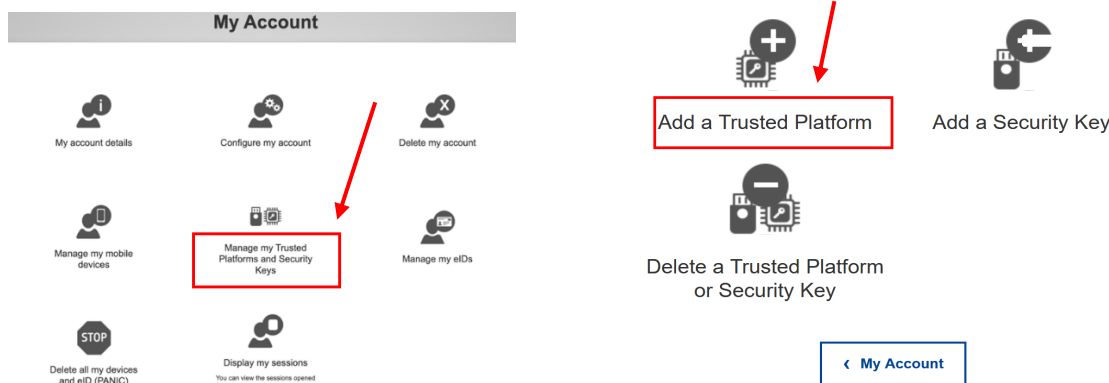 My Account
My account details
Configure my account
Delete my account
Manage my mobile
devices
Manage my Trusted
Platforms and Security
Keys
Manage my eIDs
STOP
Delete all my devices
and eID (PANIC)
Display my sessions
You can view the sessions opened
Add a Trusted Platform
Add a Security Key
Delete a Trusted Platform
or Security Key
‹ My Account